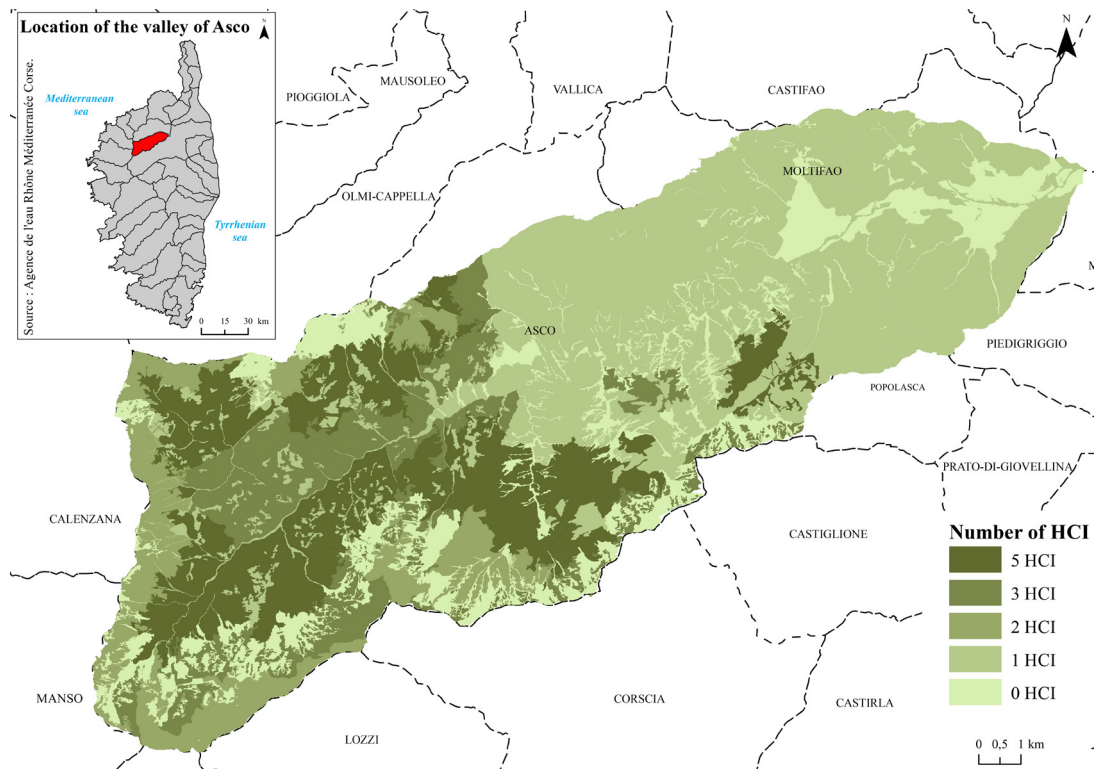 Location of the valley of Asco
N
Mediterranean
sea
Tyrrhenian
sea
Source : Agence de l'eau Rhône Méditerranée Corse.
0 15 30 km
N
PIOGGIOLA
MAUSOLEO
VALLICA
CASTIFAO
OLMI-CAPPELLA
MOLTIFAO
M
ASCO
PIEDIGRIGGIO
POPOLASCA
PRATO-DI-GIOVELLINA
CALENZANA
CASTIGLIONE
MANSO
CORSCIA
CASTIRLA
LOZZI
Number of HCI
5 HCI
3 HCI
2 HCI
1 HCI
0 HCI
0 0,5 1 km